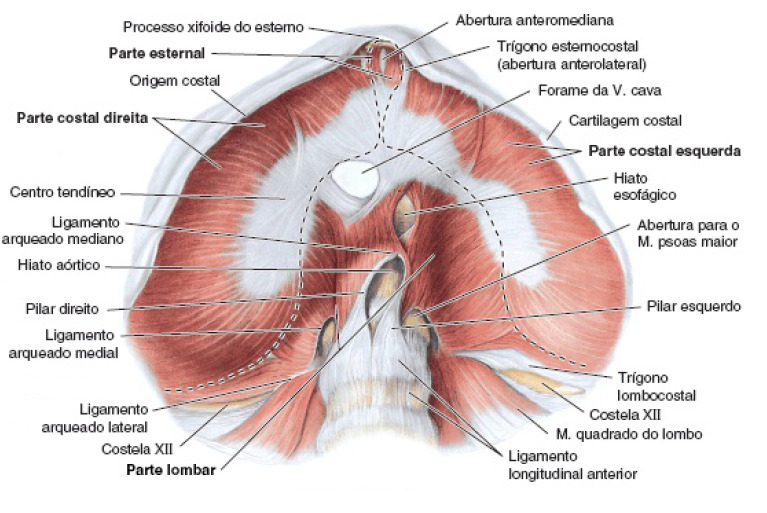 Processo xifoide do esterno
Parte esternal
Origem costal
Parte costal direita
Centro tendíneo
Ligamento
arqueado mediano
Hiato aórtico
Pilar direito
Ligamento
arqueado medial
Ligamento
arqueado lateral
Costela XII
Parte lombar
Abertura anteromediana
Trígono esternocostal
(abertura anterolateral)
Forame da V. cava
Cartilagem costal
Parte costal esquerda
Hiato
esofágico
Abertura para o
M. psoas maior
Pilar esquerdo
Trígono
lombocostal
Costela XII
M. quadrado do lombo
Ligamento
longitudinal anterior